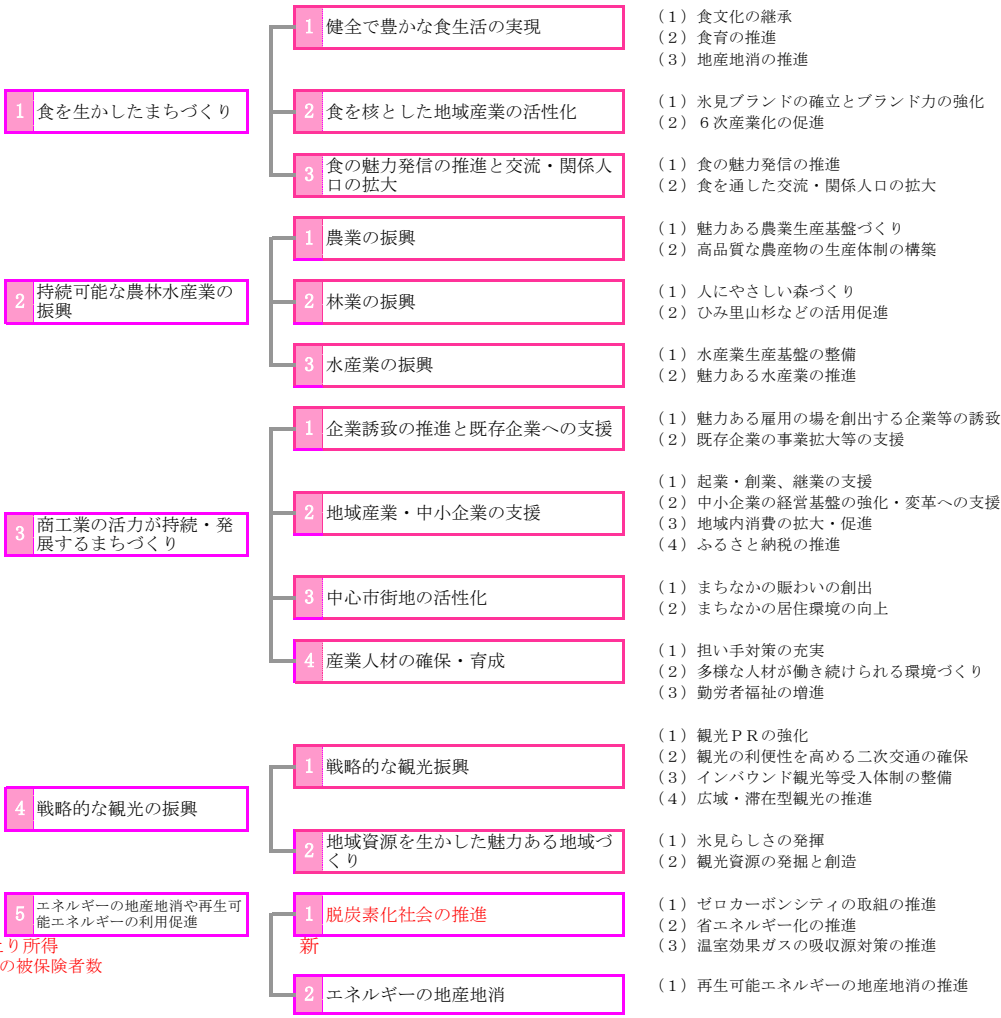 1 食を生かしたまちづくり
1 健全で豊かな食生活の実現
（１）食文化の継承
（２）食育の推進
（３）地産地消の推進
2 食を核とした地域産業の活性化
（１）氷見ブランドの確立とブランド力の強化
（２）６次産業化の促進
3 食の魅力発信の推進と交流・関係人
口の拡大
（１）食の魅力発信の推進
（２）食を通した交流・関係人口の拡大
2 持続可能な農林水産業の
振興
1 農業の振興
（１）魅力ある農業生産基盤づくり
（２）高品質な農産物の生産体制の構築
2 林業の振興
（１）人にやさしい森づくり
（２）ひみ里山杉などの活用促進
3 水産業の振興
（１）水産業生産基盤の整備
（２）魅力ある水産業の推進
3 商工業の活力が持続・発
展するまちづくり
1 企業誘致の推進と既存企業への支援
（１）魅力ある雇用の場を創出する企業等の誘致
（２）既存企業の事業拡大等の支援
2 地域産業・中小企業の支援
（１）起業・創業、継業の支援
（２）中小企業の経営基盤の強化・変革への支援
（３）地域内消費の拡大・促進
（４）ふるさと納税の推進
3 中心市街地の活性化
（１）まちなかの賑わいの創出
（２）まちなかの居住環境の向上
4 産業人材の確保・育成
（１）担い手対策の充実
（２）多様な人材が働き続けられる環境づくり
（３）勤労者福祉の増進
4 戦略的な観光の振興
1 戦略的な観光振興
（１）観光ＰＲの強化
（２）観光の利便性を高める二次交通の確保
（３）インバウンド観光等受入体制の整備
（４）広域・滞在型観光の推進
2 地域資源を生かした魅力ある地域づ
くり
（１）氷見らしさの発揮
（２）観光資源の発掘と創造
5 エネルギーの地産地消や再生可
能エネルギーの利用促進
り所得
の被保険者数
1 脱炭素化社会の推進
新
（１）ゼロカーボンシティの取組の推進
（２）省エネルギー化の推進
（３）温室効果ガスの吸収源対策の推進
2 エネルギーの地産地消
（１）再生可能エネルギーの地産地消の推進